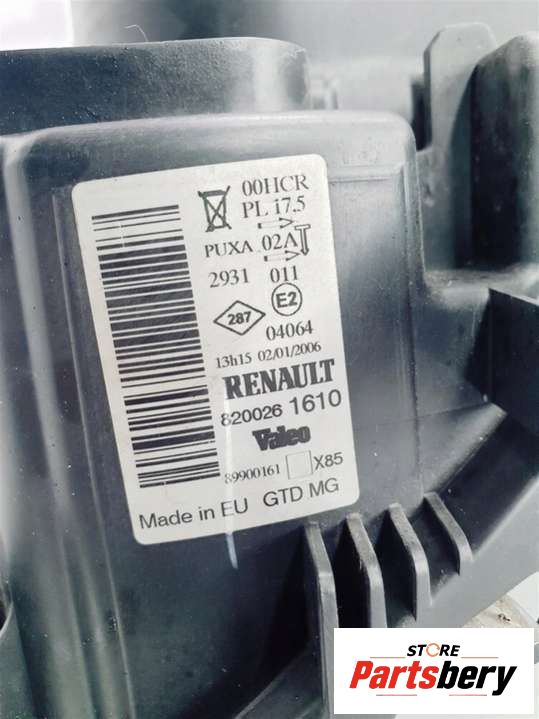 00HCR
PL 17.5
PUXA 02A
2931 011
287 E2
04064
13h15 02/01/2006
RENAULT
820026 1610
Valeo
89900161 X85
Made in EU GTD MG
STORE
Partsbery